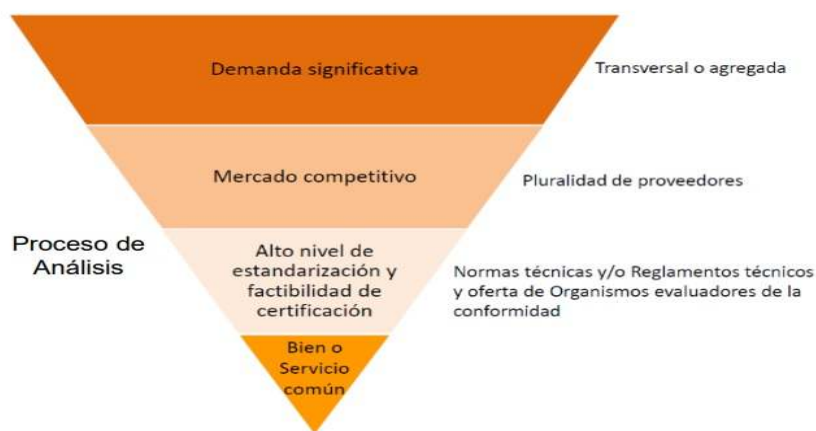 Demanda significativa
Transversal o agregada
Mercado competitivo
Pluralidad de proveedores
Proceso de
Análisis
Alto nivel de
estandarización y
factibilidad de
certificación
Normas técnicas y/o Reglamentos técnicos
y oferta de Organismos evaluadores de la
conformidad
Bien o
Servicio
común